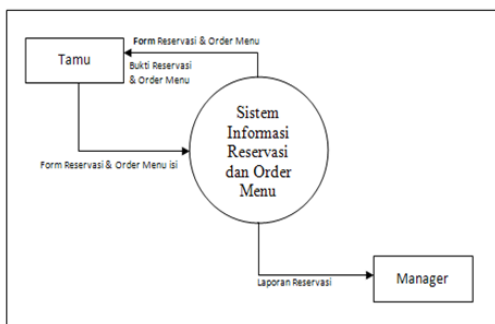 Form Reservasi & Order Menu
Tamu
Bukti Reservasi
& Order Menu
Sistem
Informasi
Reservasi
dan Order
Menu
Form Reservasi & Order Menu isi
Laporan Reservasi
Manager